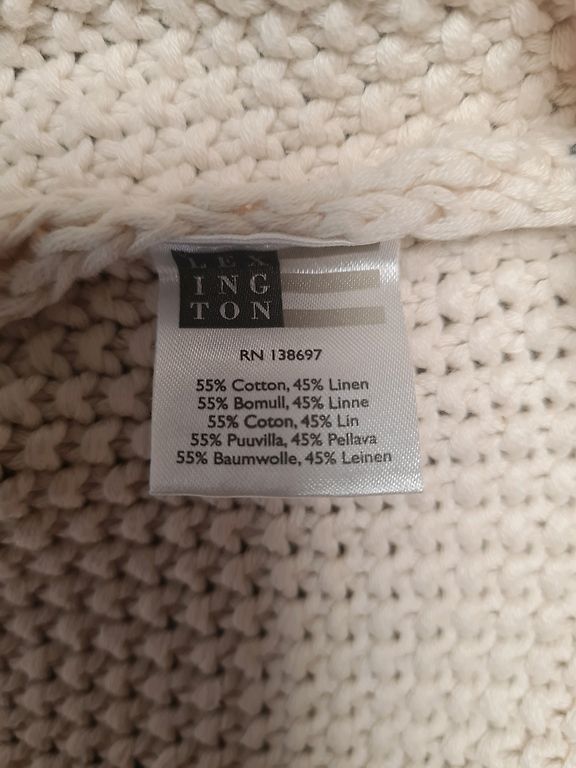 LEX
ING
TON
RN 138697
55% Cotton, 45% Linen
55% Bomull, 45% Linne
55% Coton, 45% Lin
55% Puuvilla, 45% Pellava
55% Baumwolle, 45% Leinen